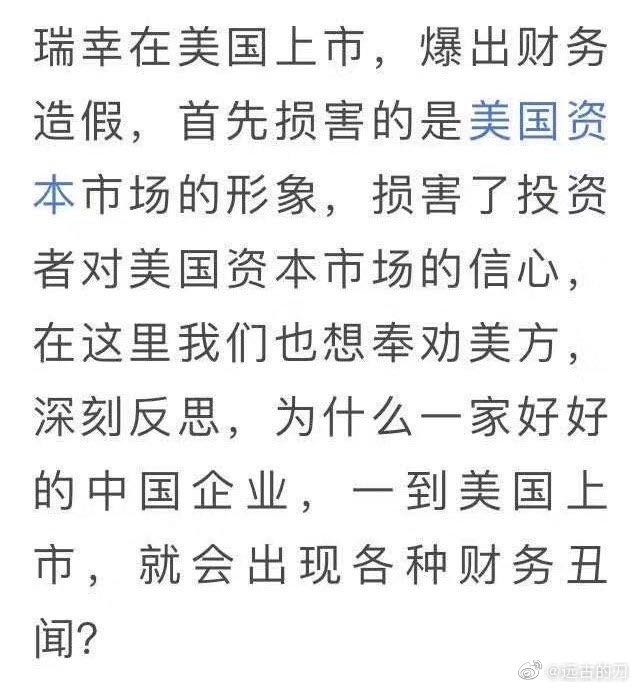 瑞幸在美国上市，爆出财务
造假，首先损害的是美国资
本市场的形象，损害了投资
者对美国资本市场的信心，
在这里我们也想奉劝美方，
深刻反思，为什么一家好好
的中国企业，一到美国上
市，就会出现各种财务丑
闻？
@远古的刀